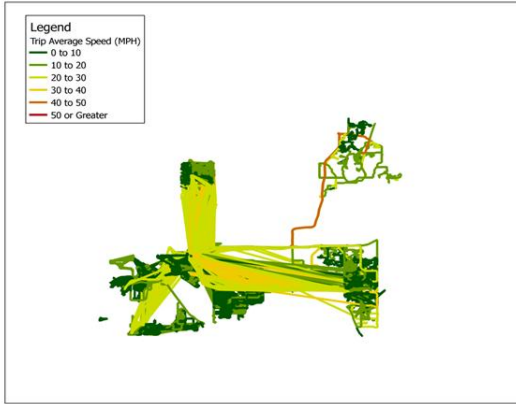 Legend
Trip Average Speed (MPH)
0 to 10
10 to 20
20 to 30
30 to 40
40 to 50
50 or Greater